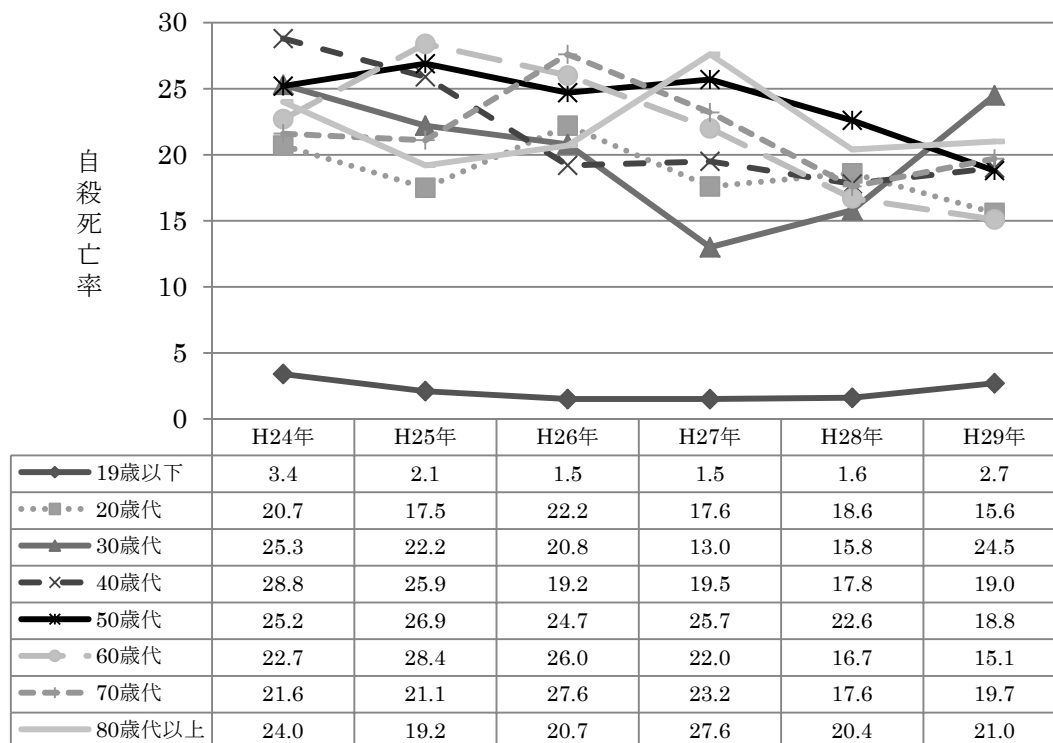 30
25
20
15
10
5
0
自殺死亡率
H24年 H25年 H26年 H27年 H28年 H29年
19歳以下 3.4 2.1 1.5 1.5 1.6 2.7
20歳代 20.7 17.5 22.2 17.6 18.6 15.6
30歳代 25.3 22.2 20.8 13.0 15.8 24.5
40歳代 28.8 25.9 19.2 19.5 17.8 19.0
50歳代 25.2 26.9 24.7 25.7 22.6 18.8
60歳代 22.7 28.4 26.0 22.0 16.7 15.1
70歳代 21.6 21.1 27.6 23.2 17.6 19.7
80歳代以上 24.0 19.2 20.7 27.6 20.4 21.0